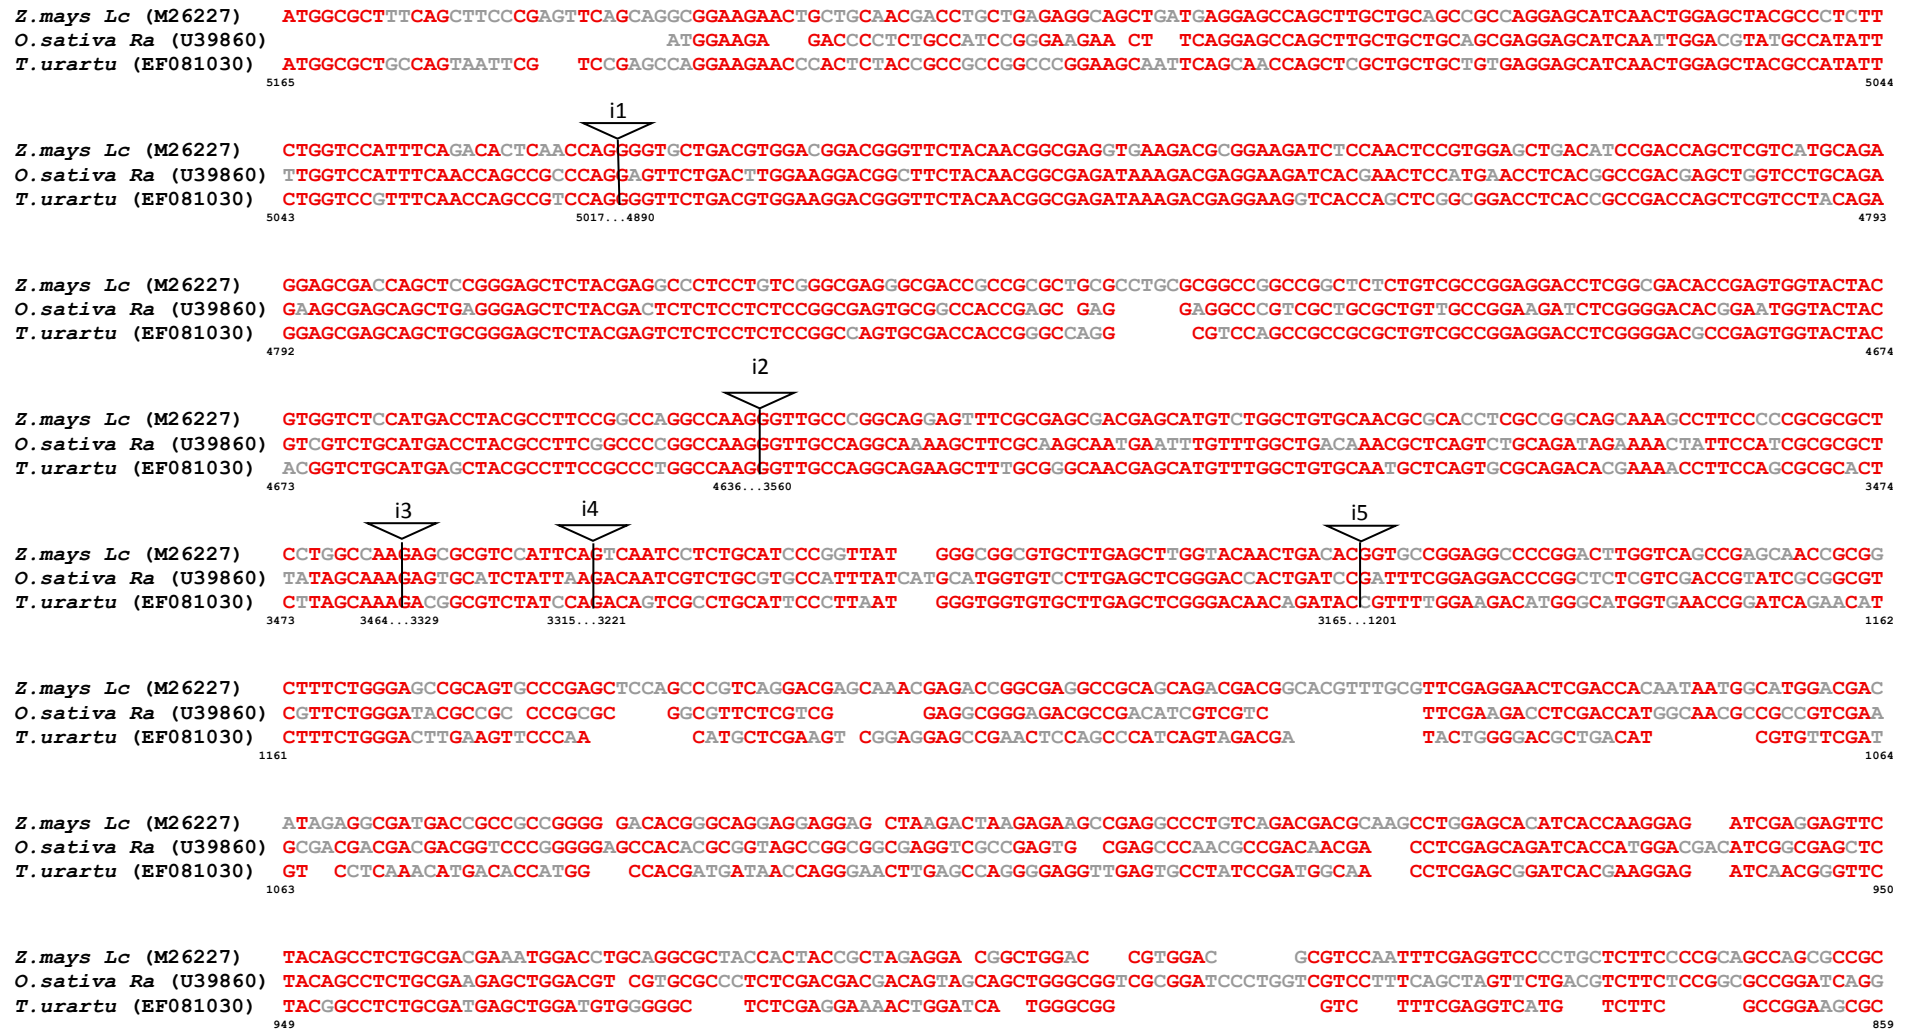 Z.mays Lc (M26227) ATGGCGCTTTCAGCTTCCCGAGTTCAGCAGGCGGAAGAACTGCTGCAACGACCTGCTGAGAGGCAGCTGATGAGGAGCCAGCTTGCTGCAGCCGCCAGGAGCATCAACTGGAGCTACGCCCTCTT
O.sativa Ra (U39860) ATGGAAGA GACCCCTCTGCCATCCGGGAAGAA CT TCAGGAGCCAGCTTGCTGCTGCAGCGAGGAGCATCAATTGGACGTATGCCATATT
T.urartu (EF081030) ATGGCGCTGCCAGTAATTCG TCCGAGCCAGGAAGAACCCACTCTACCGCCGCCGGCCCGGAAGCAATTCAGCAACCAGCTCGCTGCTGCTGTGAGGAGCATCAACTGGAGCTACGCCATATT
5165 5044
i1
Z.mays Lc (M26227) CTGGTCCATTTCAGACACTCAACCAGGGGTGCTGACGTGGACGGACGGGTTCTACAACGGCGAGGTGAAGACGCGGAAGATCTCCAACTCCGTGGAGCTGACATCCGACCAGCTCGTCATGCAGA
O.sativa Ra (U39860) TTGGTCCATTTCAACCAGCCGCCCAGGAGTTCTGACTTGGAAGGACGGCTTCTACAACGGCGAGATAAAGACGAGGAAGATCACGAACTCCATGAACCTCACGGCCGACGAGCTGGTCCTGCAGA
T.urartu (EF081030) CTGGTCCGTTTCAACCAGCCGTCCAGGGGTTCTGACGTGGAAGGACGGGTTCTACAACGGCGAGATAAAGACGAGGAAGGTCACCAGCTCGGCGGACCTCACCGCCGACCAGCTCGTCCTACAGA
5043 5017...4890 4793
Z.mays Lc (M26227) GGAGCGACCAGCTCCGGGAGCTCTACGAGGCCCTCCTGTCGGGCGAGGGCGACCGCCGCGCTGCGCCTGCGCGGCCGGCCGGCTCTCTGTCGCCGGAGGACCTCGGCGACACCGAGTGGTACTAC
O.sativa Ra (U39860) GAAGCGAGCAGCTGAGGGAGCTCTACGACTCTCTCCTCTCCGGCGAGTGCGGCCACCGAGC GAG GAGGCCCGTCGCTGCGCTGTTGCCGGAAGATCTCGGGGACACGGAATGGTACTAC
T.urartu (EF081030) GGAGCGAGCAGCTGCGGGAGCTCTACGAGTCTCTCCTCTCCGGCCAGTGCGACCACCGGGCCAGG CGTCCAGCCGCCGCGCTGTCGCCGGAGGACCTCGGGGACGCCGAGTGGTACTAC
4792 4674
i2
Z.mays Lc (M26227) GTGGTCTCCATGACCTACGCCTTCCGGCCAGGCCAAGGGTTGCCCGGCAGGAGTTTCGCGAGCGACGAGCATGTCTGGCTGTGCAACGCGCACCTCGCCGGCAGCAAAGCCTTCCCCCGCGCGCT
O.sativa Ra (U39860) GTCGTCTGCATGACCTACGCCTTCGGCCCCGGCCAAGGGTTGCCAGGCAAAAGCTTCGCAAGCAATGAATTTGTTTGGCTGACAAACGCTCAGTCTGCAGATAGAAAACTATTCCATCGCGCGCT
T.urartu (EF081030) ACGGTCTGCATGAGCTACGCCTTCCGCCCTGGCCAAGGGTTGCCAGGCAGAAGCTTTGCGGGCAACGAGCATGTTTGGCTGTGCAATGCTCAGTGCGCAGACACGAAAACCTTCCAGCGCGCACT
4673 4636...3560 3474
i3 i4 i5
Z.mays Lc (M26227) CCTGGCCAAGAGCGCGTCCATTCAGTCAATCCTCTGCATCCCGGTTAT GGGCGGCGTGCTTGAGCTTGGTACAACTGACACGGTGCCGGAGGCCCCGGACTTGGTCAGCCGAGCAACCGCGG
O.sativa Ra (U39860) TATAGCAAAGAGTGCATCTATTAAGACAATCGTCTGCGTGCCATTTATCATGCATGGTGTCCTTGAGCTCGGGACCACTGATCCGATTTCGGAGGACCCGGCTCTCGTCGACCGTATCGCGGCGT
T.urartu (EF081030) CTTAGCAAAGACGGCGTCTATCCAGACAGTCGCCTGCATTCCCTTAAT GGGTGGTGTGCTTGAGCTCGGGACAACAGATACCGTTTTGGAAGACATGGGCATGGTGAACCGGATCAGAACAT
3473 3464...3329 3315...3221 3165...1201 1162
Z.mays Lc (M26227) CTTTCTGGGAGCCGCAGTGCCCGAGCTCCAGCCCGTCAGGACGAGCAAACGAGACCGGCGAGGCCGCAGCAGACGACGGCACGTTTGCGTTCGAGGAACTCGACCACAATAATGGCATGGACGAC
O.sativa Ra (U39860) CGTTCTGGGATACGCCGC CCCGCGC GGCGTTCTCGTCG GAGGCGGGAGACGCCGACATCGTCGTC TTCGAAGACCTCGACCATGGCAACGCCGCCGTCGAA
T.urartu (EF081030) CTTTCTGGGACTTGAAGTTCCCAA CATGCTCGAAGT CGGAGGAGCCGAACTCCAGCCCATCAGTAGACGA TACTGGGGACGCTGACAT CGTGTTCGAT
1161 1064
Z.mays Lc (M26227) ATAGAGGCGATGACCGCCGCCGGGG GACACGGGCAGGAGGAGGAG CTAAGACTAAGAGAAGCCGAGGCCCTGTCAGACGACGCAAGCCTGGAGCACATCACCAAGGAG ATCGAGGAGTTC
O.sativa Ra (U39860) GCGACGACGACGACGGTCCCGGGGGAGCCACACGCGGTAGCCGGCGGCGAGGTCGCCGAGTG CGAGCCCAACGCCGACAACGA CCTCGAGCAGATCACCATGGACGACATCGGCGAGCTC
T.urartu (EF081030) GT CCTCAAACATGACACCATGG CCACGATGATAACCAGGGAACTTGAGCCAGGGGAGGTTGAGTGCCTATCCGATGGCAA CCTCGAGCGGATCACGAAGGAG ATCAACGGGTTC
1063 950
Z.mays Lc (M26227) TACAGCCTCTGCGACGAAATGGACCTGCAGGCGCTACCACTACCGCTAGAGGA CGGCTGGAC CGTGGAC GCGTCCAATTTCGAGGTCCCCTGCTCTTCCCCGCAGCCAGCGCCGC
O.sativa Ra (U39860) TACAGCCTCTGCGAAGAGCTGGACGT CGTGCGCCCTCTCGACGACGACAGTAGCAGCTGGGCGGTCGCGGATCCCTGGTCGTCCTTTCAGCTAGTTCTGACGTCTTCTCCGGCGCCGGATCAGG
T.urartu (EF081030) TACGGCCTCTGCGATGAGCTGGATGTGGGGGC TCTCGAGGAAAACTGGATCA TGGGCGG GTC TTTCGAGGTCATG TCTTC GCCGGAAGCGC
949 859